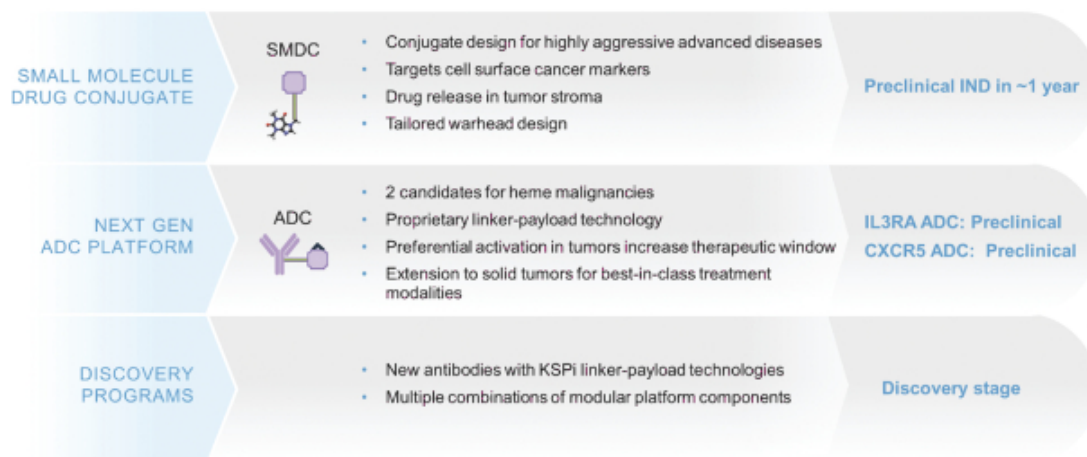 SMALL MOLECULE
DRUG CONJUGATE
SMDC
• Conjugate design for highly aggressive advanced diseases
• Targets cell surface cancer markers
• Drug release in tumor stroma
• Tailored warhead design
Preclinical IND in ~1 year
NEXT GEN
ADC PLATFORM
ADC
• 2 candidates for heme malignancies
• Proprietary linker-payload technology
• Preferential activation in tumors increase therapeutic window
• Extension to solid tumors for best-in-class treatment
modalities
IL3RA ADC: Preclinical
CXCR5 ADC: Preclinical
DISCOVERY
PROGRAMS
• New antibodies with KSPi linker-payload technologies
• Multiple combinations of modular platform components
Discovery stage